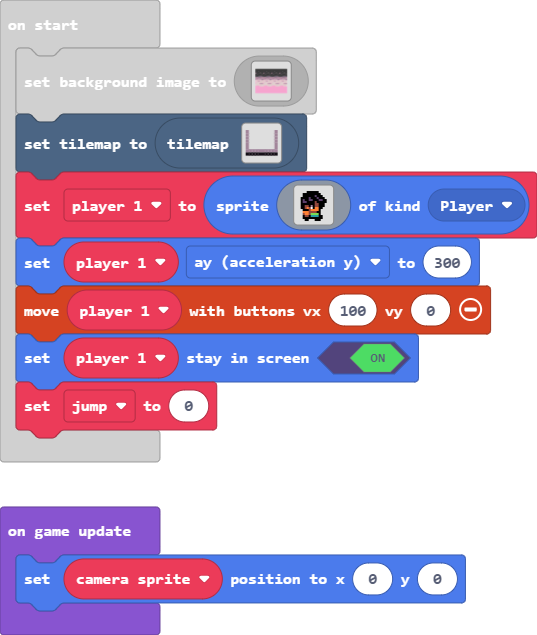 on start
set background image to
set tilemap to tilemap
set player 1 to sprite of kind Player
set player 1 ay (acceleration y) to 300
move player 1 with buttons vx 100 vy 0
set player 1 stay in screen ON
set jump to 0
on game update
set camera sprite position to x 0 y 0